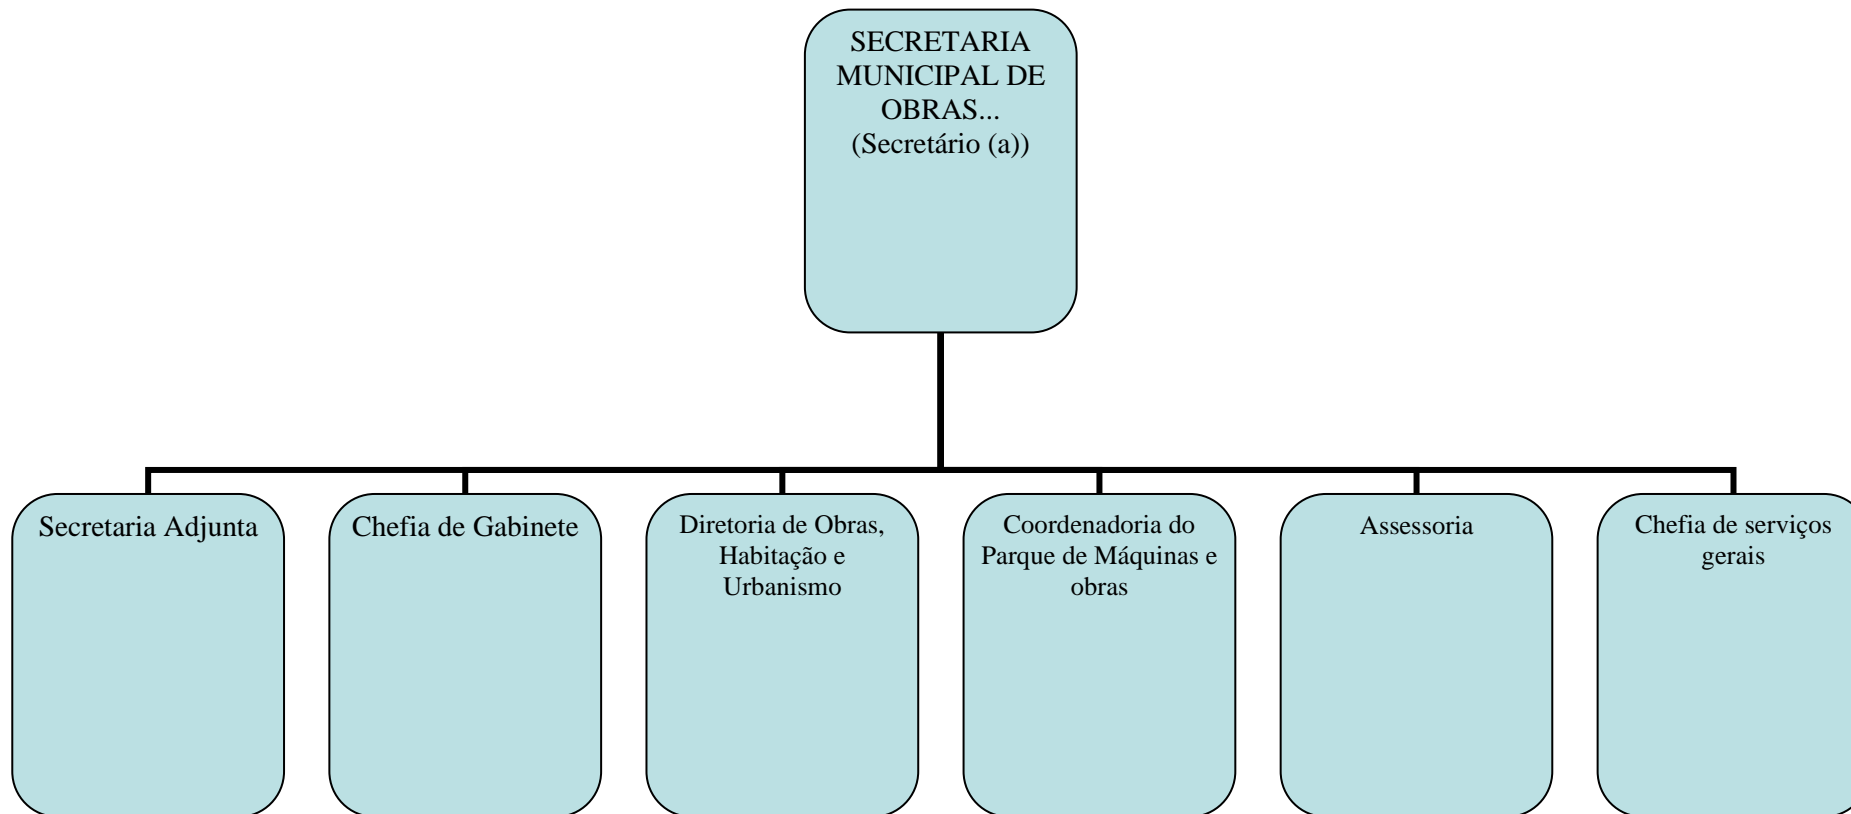 SECRETARIA
MUNICIPAL DE
OBRAS...
(Secretário (a))
Secretaria Adjunta
Chefia de Gabinete
Diretoria de Obras,
Habitação e
Urbanismo
Coordenadoria do
Parque de Máquinas e
obras
Assessoria
Chefia de serviços
gerais